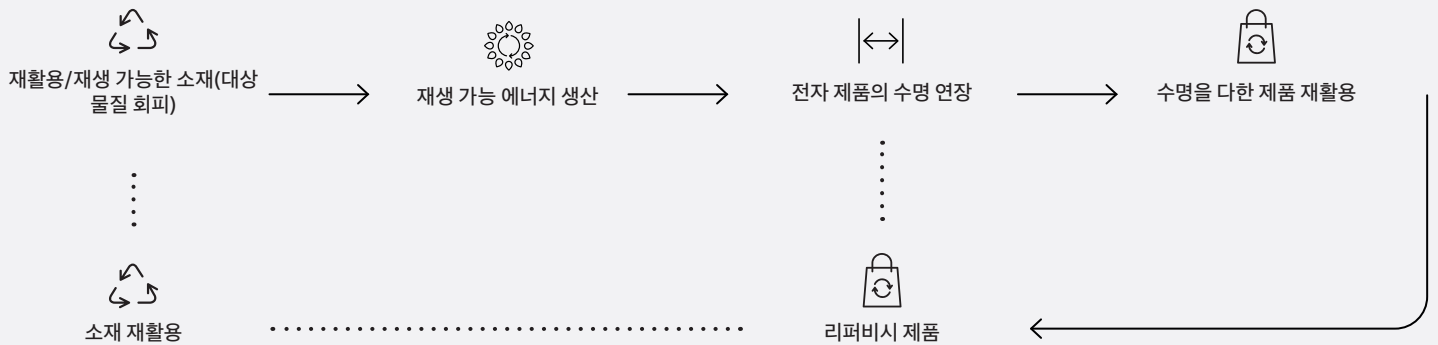 재활용/재생 가능한 소재(대상
물질 회피)
재생 가능 에너지 생산
전자 제품의 수명 연장
수명을 다한 제품 재활용
소재 재활용
리퍼비시 제품